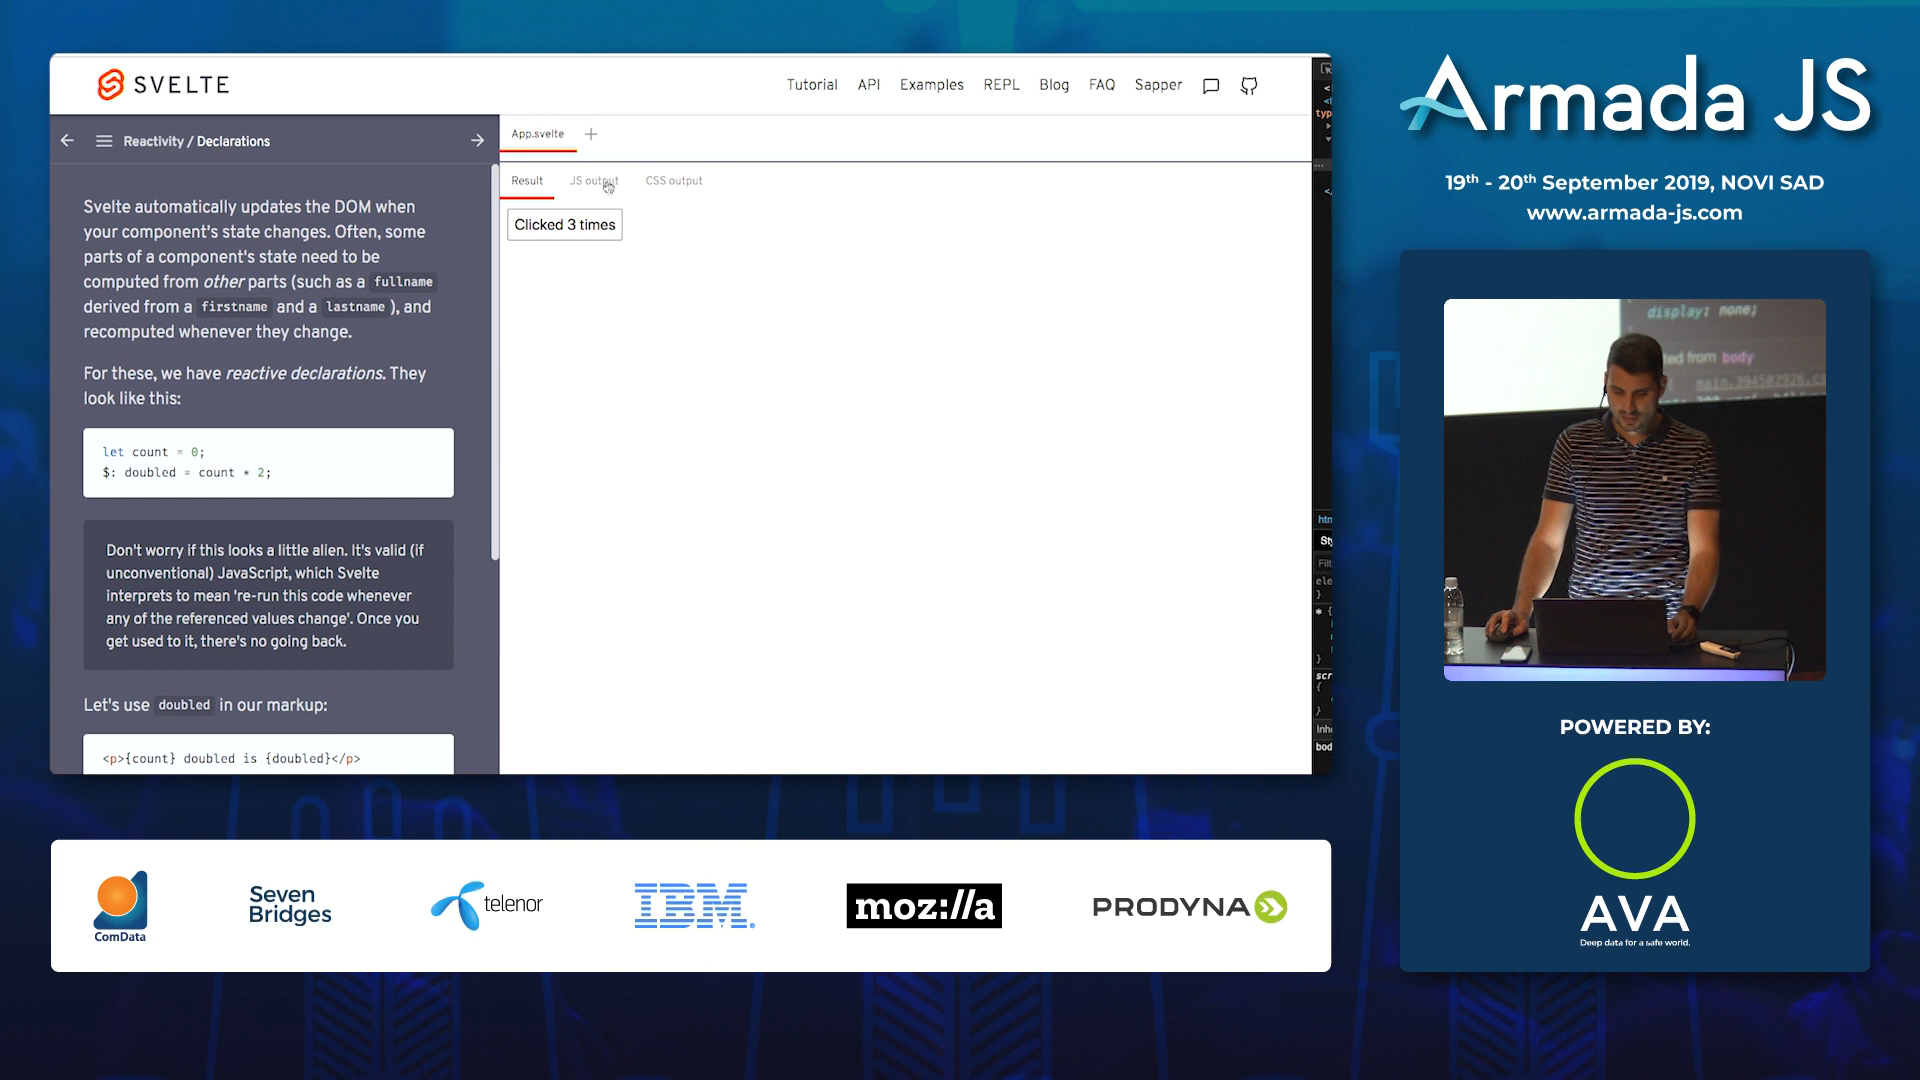 SVELTE
Tutorial API Examples REPL Blog FAQ Sapper
Reactivity / Declarations
Svelte automatically updates the DOM when
your component's state changes. Often, some
parts of a component's state need to be
computed from other parts (such as a fullname
derived from a firstname and a lastname ), and
recomputed whenever they change.
For these, we have reactive declarations. They
look like this:
let count = 0;
$: doubled = count * 2;
Don't worry if this looks a little alien. It's valid (if
unconventional) JavaScript, which Svelte
interprets to mean 're-run this code whenever
any of the referenced values change'. Once you
get used to it, there's no going back.
Let's use doubled in our markup:
<p>{count} doubled is {doubled}</p>
App.svelte
Result JS output CSS output
Clicked 3 times
Armada JS
19th - 20th September 2019, NOVI SAD
www.armada-js.com
display: none;
from body
POWERED BY:
AVA
Deep data for a safe world.
ComData
Seven
Bridges
telenor
IBM
moz://a
PRODYNA